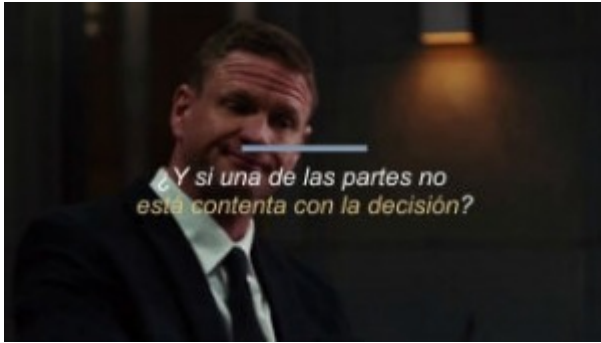 ¿Y si una de las partes no
está contenta con la decisión?